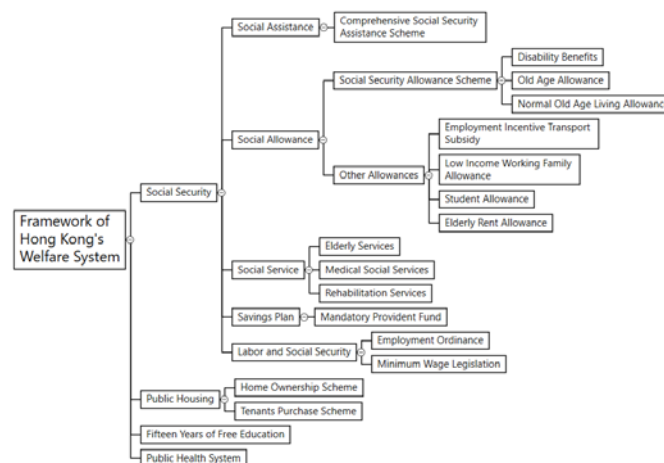 Social Assistance
Comprehensive Social Security
Assistance Scheme
Disability Benefits
Social Security Allowance Scheme
Old Age Allowance
Normal Old Age Living Allowance
Social Allowance
Employment Incentive Transport
Subsidy
Low Income Working Family
Allowance
Other Allowances
Student Allowance
Elderly Rent Allowance
Social Security
Framework of
Hong Kong's
Welfare System
Elderly Services
Social Service
Medical Social Services
Rehabilitation Services
Savings Plan
Mandatory Provident Fund
Employment Ordinance
Labor and Social Security
Minimum Wage Legislation
Home Ownership Scheme
Public Housing
Tenants Purchase Scheme
Fifteen Years of Free Education
Public Health System